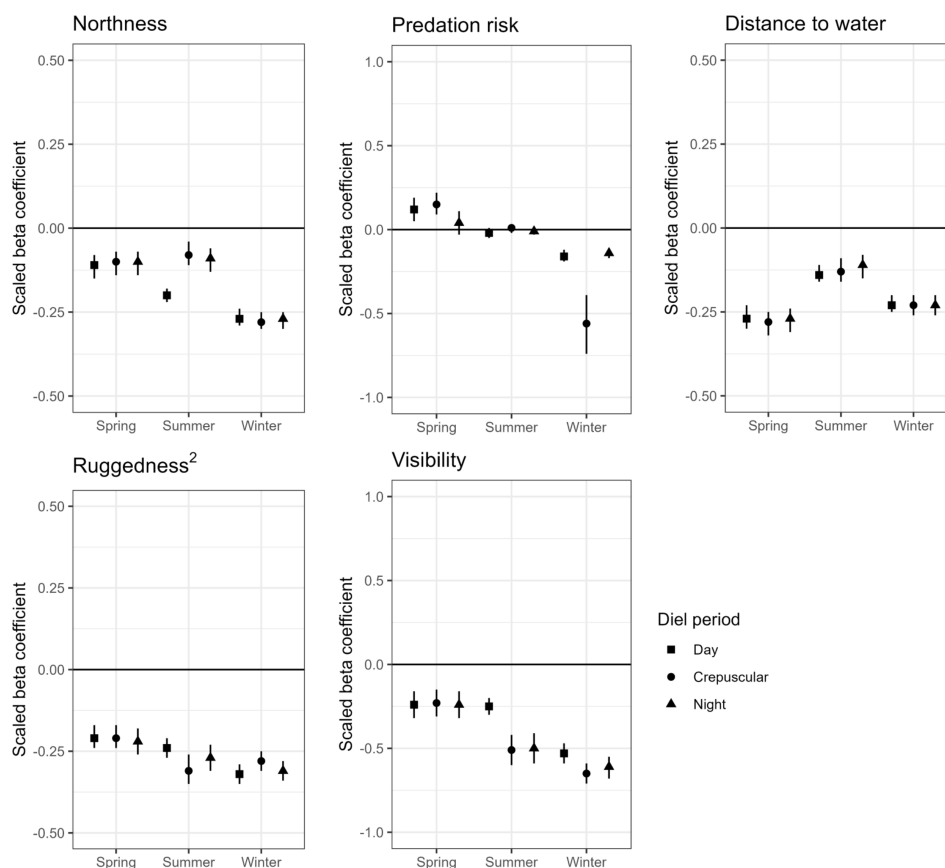 Northness
Scaled beta coefficient
0.50
0.25
0.00
-0.25
-0.50
Spring Summer Winter
Predation risk
Scaled beta coefficient
1.0
0.5
0.0
-0.5
-1.0
Spring Summer Winter
Distance to water
Scaled beta coefficient
0.50
0.25
0.00
-0.25
-0.50
Spring Summer Winter
Ruggedness²
Scaled beta coefficient
0.50
0.25
0.00
-0.25
-0.50
Spring Summer Winter
Visibility
Scaled beta coefficient
1.0
0.5
0.0
-0.5
-1.0
Spring Summer Winter
Diel period
Day
Crepuscular
Night